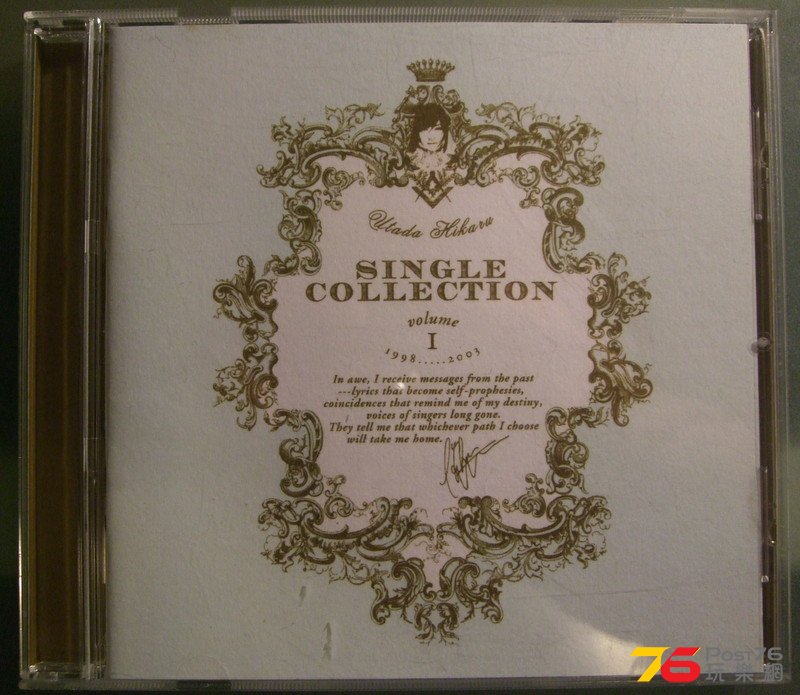 Utada Hikaru
SINGLE
COLLECTION
volume
I
1998.....2003
In awe, I receive messages from the past
---lyrics that become self-prophesies,
coincidences that remind me of my destiny,
voices of singers long gone.
They tell me that whichever path I choose
will take me home.
76 Post76
玩樂網